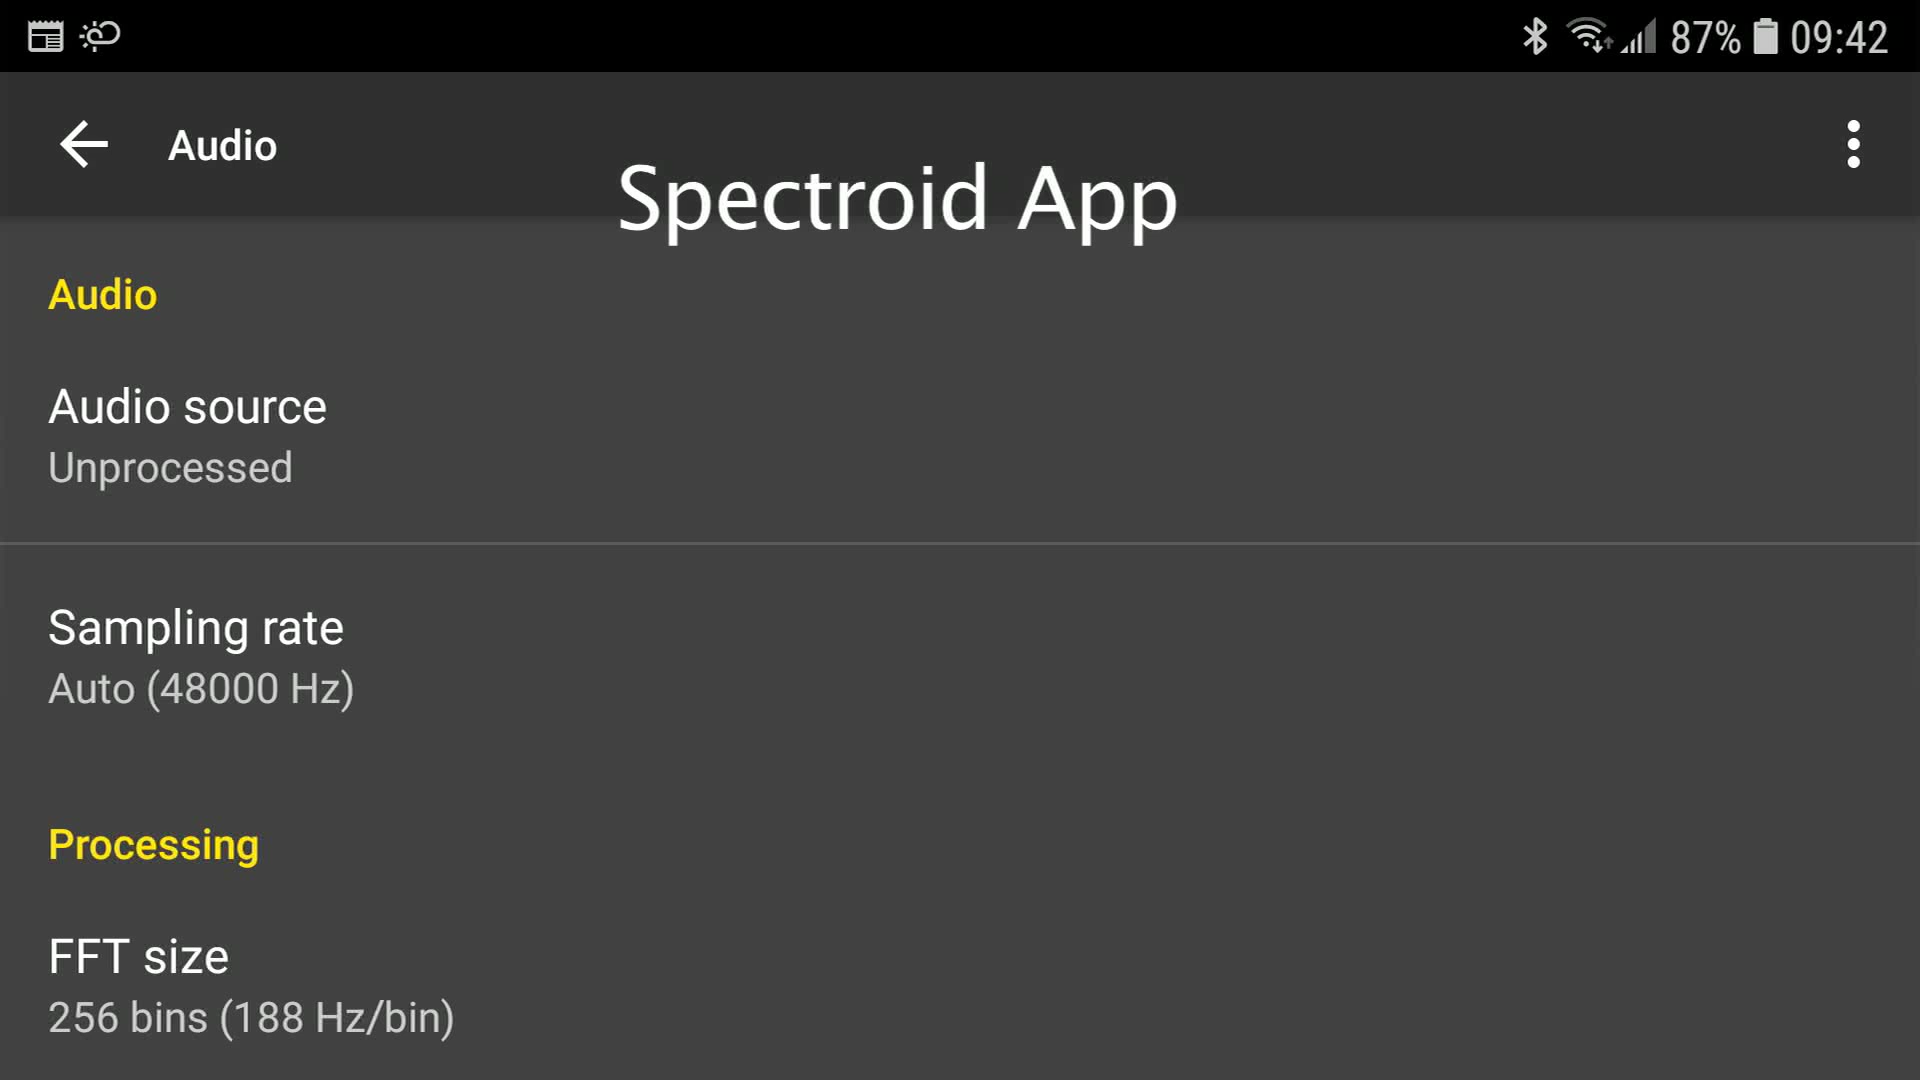 87% 09:42
Audio
Spectroid App
Audio
Audio source
Unprocessed
Sampling rate
Auto (48000 Hz)
Processing
FFT size
256 bins (188 Hz/bin)